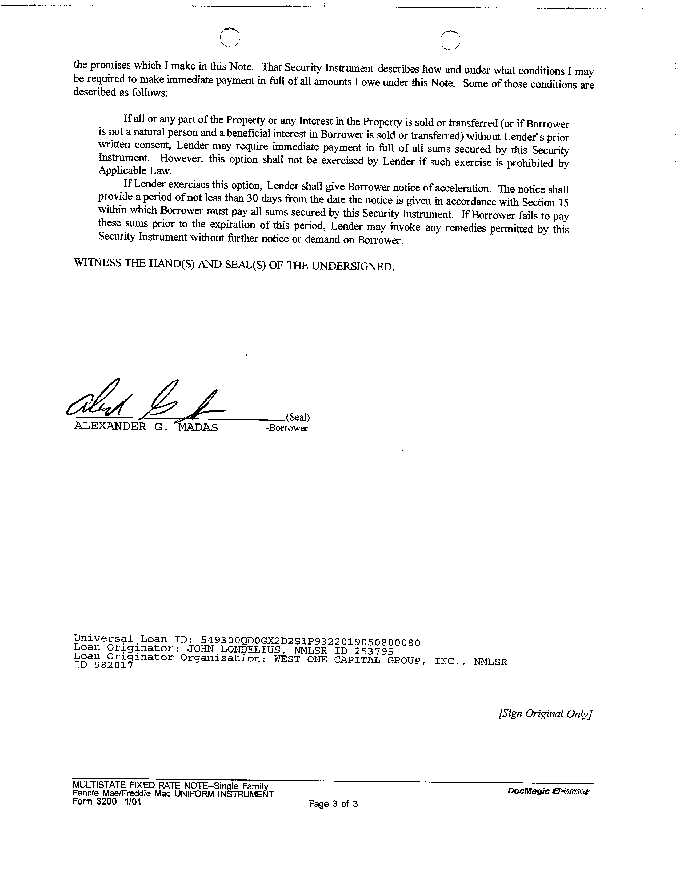 the promises which I make in this Note. That Security Instrument describes how and under what conditions I may
be required to make immediate payment in full of all amounts I owe under this Note. Some of those conditions are
described as follows:
If all or any part of the Property or any Interest in the Property is sold or transferred (or if Borrower
is not a natural person and a beneficial interest in Borrower is sold or transferred) without Lender's prior
written consent, Lender may require immediate payment in full of all sums secured by this Security
Instrument. However, this option shall not be exercised by Lender if such exercise is prohibited by
Applicable Law.
If Lender exercises this option, Lender shall give Borrower notice of acceleration. The notice shall
provide a period of not less than 30 days from the date the notice is given in accordance with Section 15
within which Borrower must pay all sums secured by this Security Instrument. If Borrower fails to pay
these sums prior to the expiration of this period, Lender may invoke any remedies permitted by this
Security Instrument without further notice or demand on Borrower.
WITNESS THE HAND(S) AND SEAL(S) OF THE UNDERSIGNED.
(Seal)
ALEXANDER G. MADAS -Borrower
Universal Loan ID:
Loan Originator: JOHN LONDELIUS, NMLSR ID 253795
Loan Originator Organization: WEST ONE CAPITAL GROUP, INC., NMLSR
ID 582017
[Sign Original Only]
MULTISTATE FIXED RATE NOTE--Single Family
Fannie Mae/Freddie Mac UNIFORM INSTRUMENT
Form 3200 1/01
Page 3 of 3
DocMagic